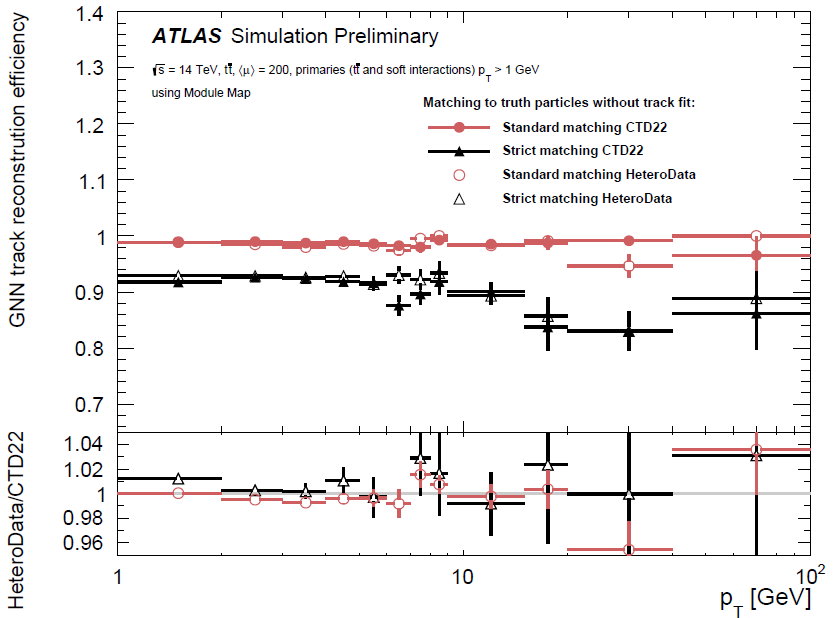 1.4
1.3
1.2
1.1
1
0.9
0.8
0.7
GNN track reconstrution efficiency
ATLAS Simulation Preliminary
√s = 14 TeV, tt̄, ⟨μ⟩ = 200, primaries (tt̄ and soft interactions) p_T > 1 GeV
using Module Map
Matching to truth particles without track fit:
Standard matching CTD22
Strict matching CTD22
Standard matching HeteroData
Strict matching HeteroData
1.04
1.02
1
0.98
0.96
HeteroData/CTD22
1 10 10²
p_T [GeV]